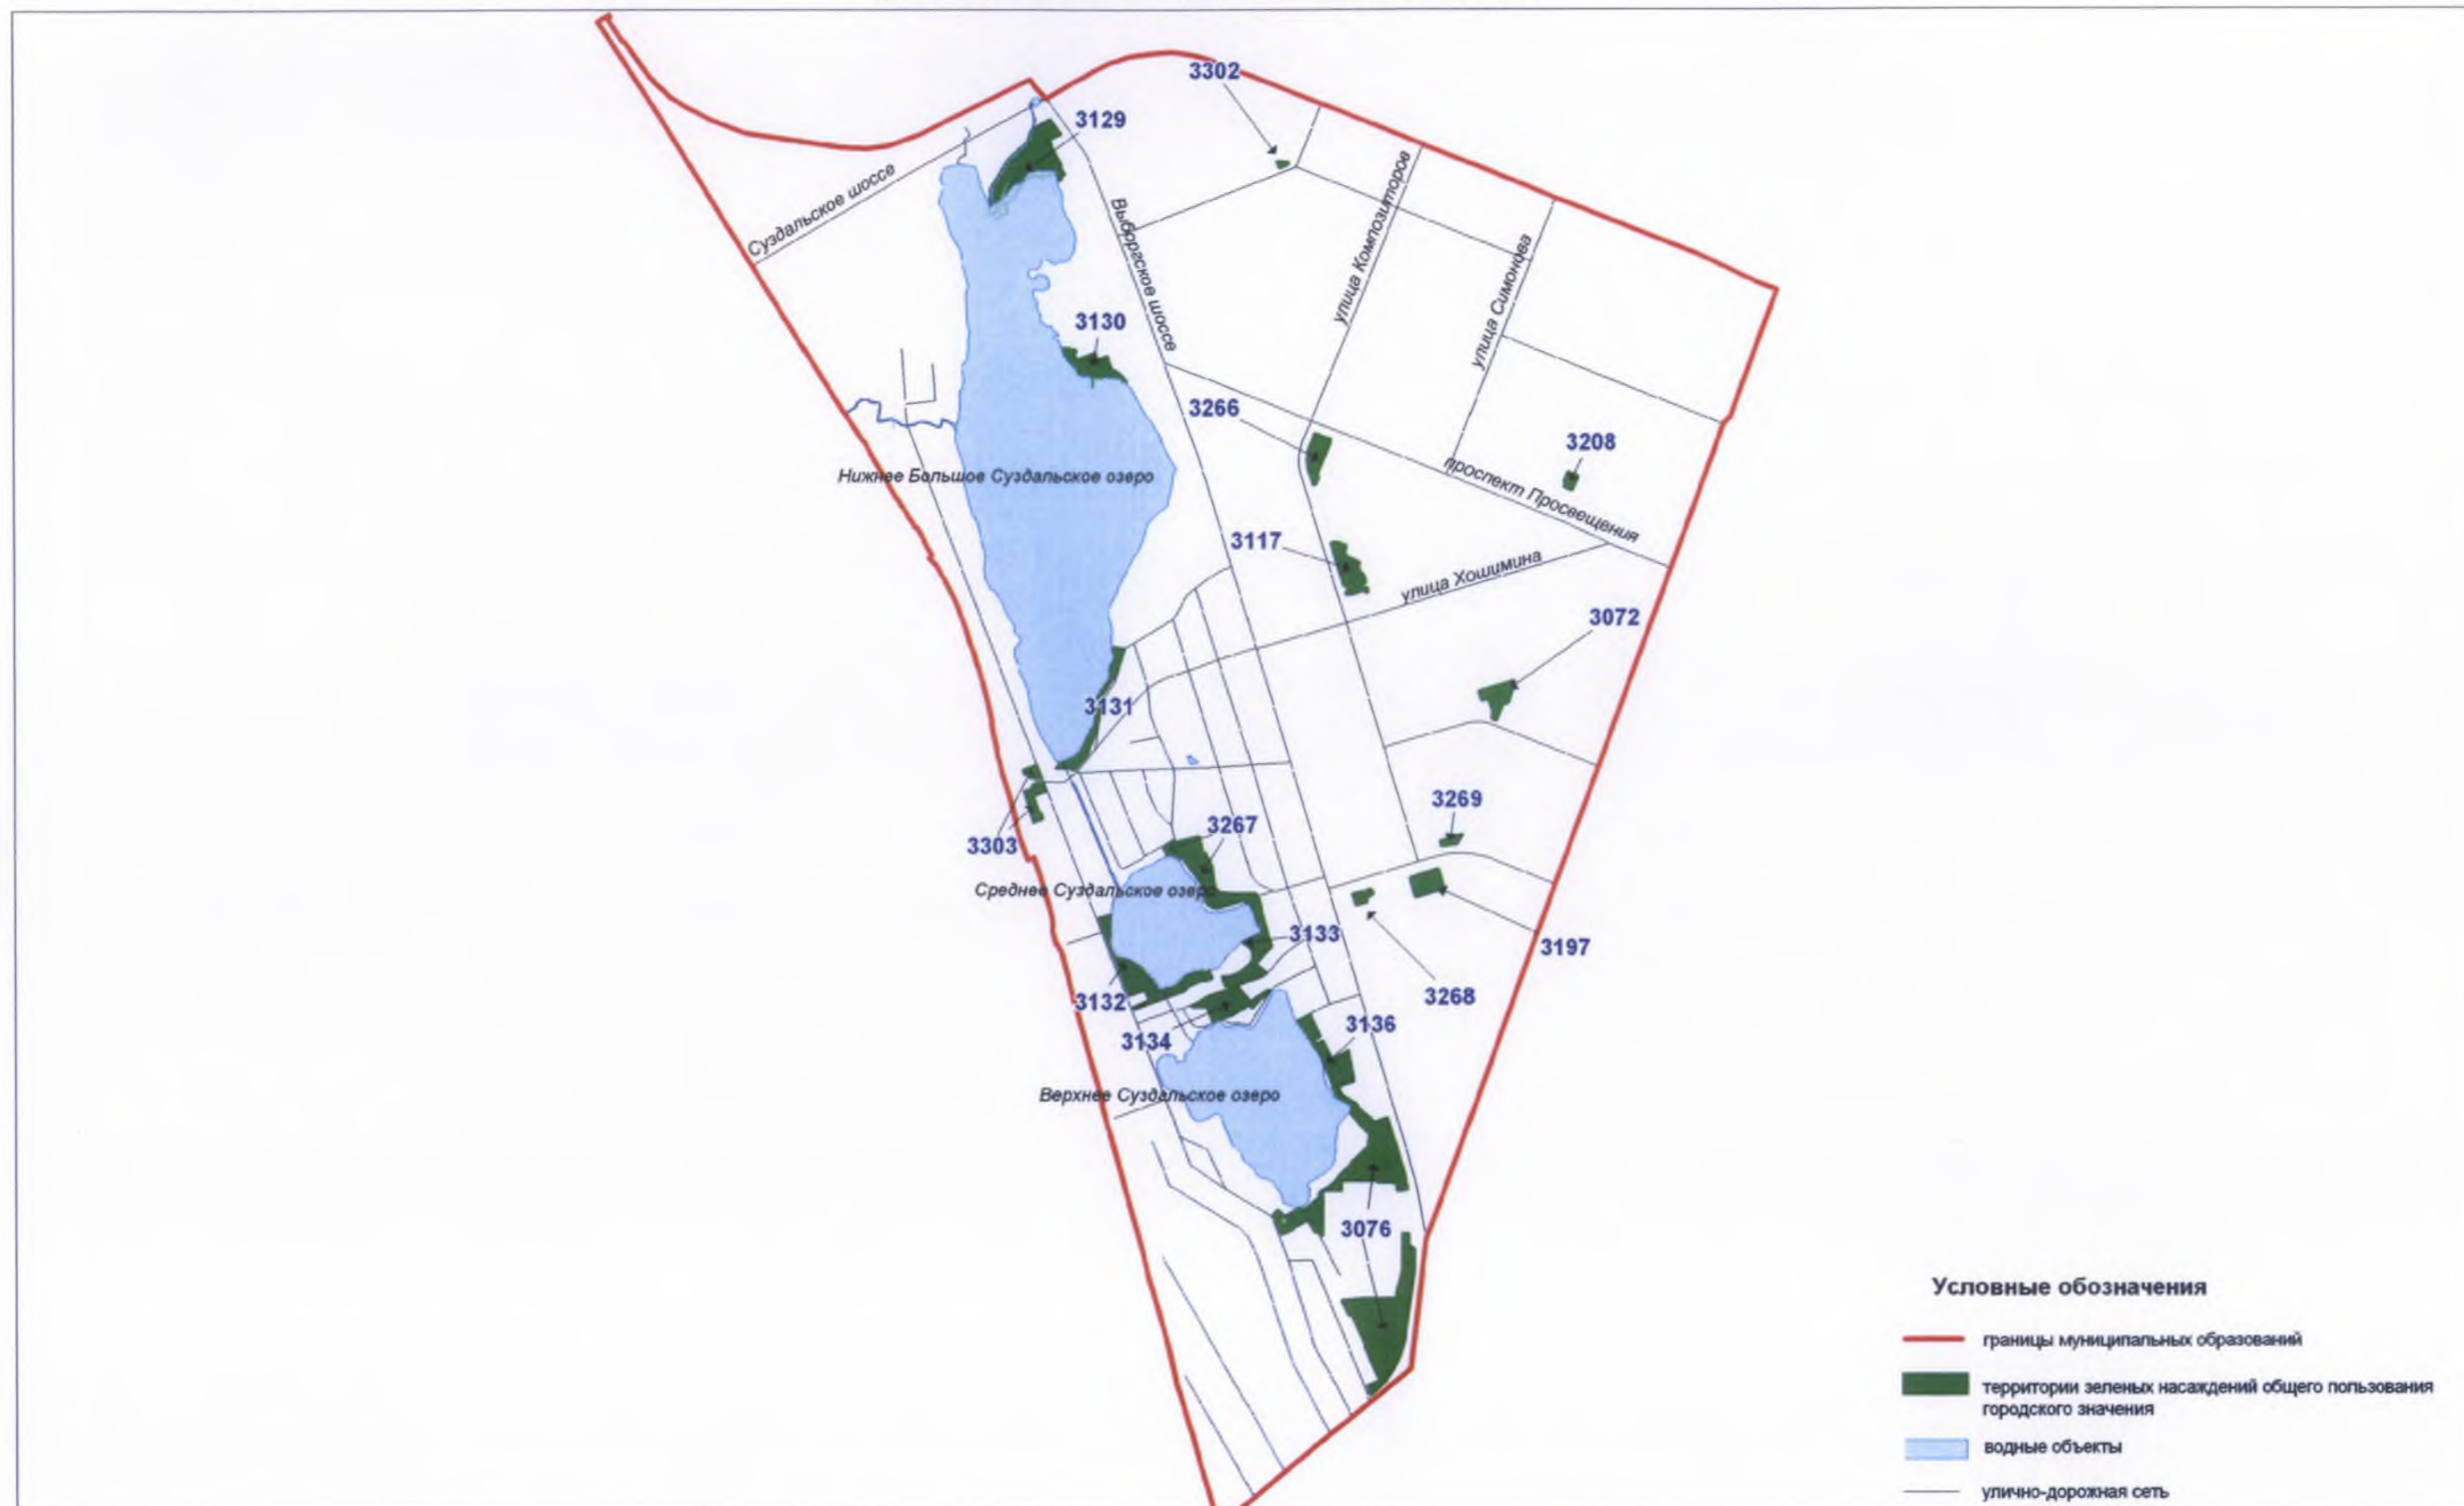 3302
3129
Суздальское шоссе
Выборгское шоссе
улица Композиторов
улица Симонова
3130
3266
3208
Нижнее Большое Суздальское озеро
проспект Просвещения
3117
улица Хошимина
3072
3131
3269
3267
3303
Среднее Суздальское озеро
3133
3197
3132
3268
3136
3134
Верхнее Суздальское озеро
3076
Условные обозначения
границы муниципальных образований
территории зеленых насаждений общего пользования
городского значения
водные объекты
улично-дорожная сеть